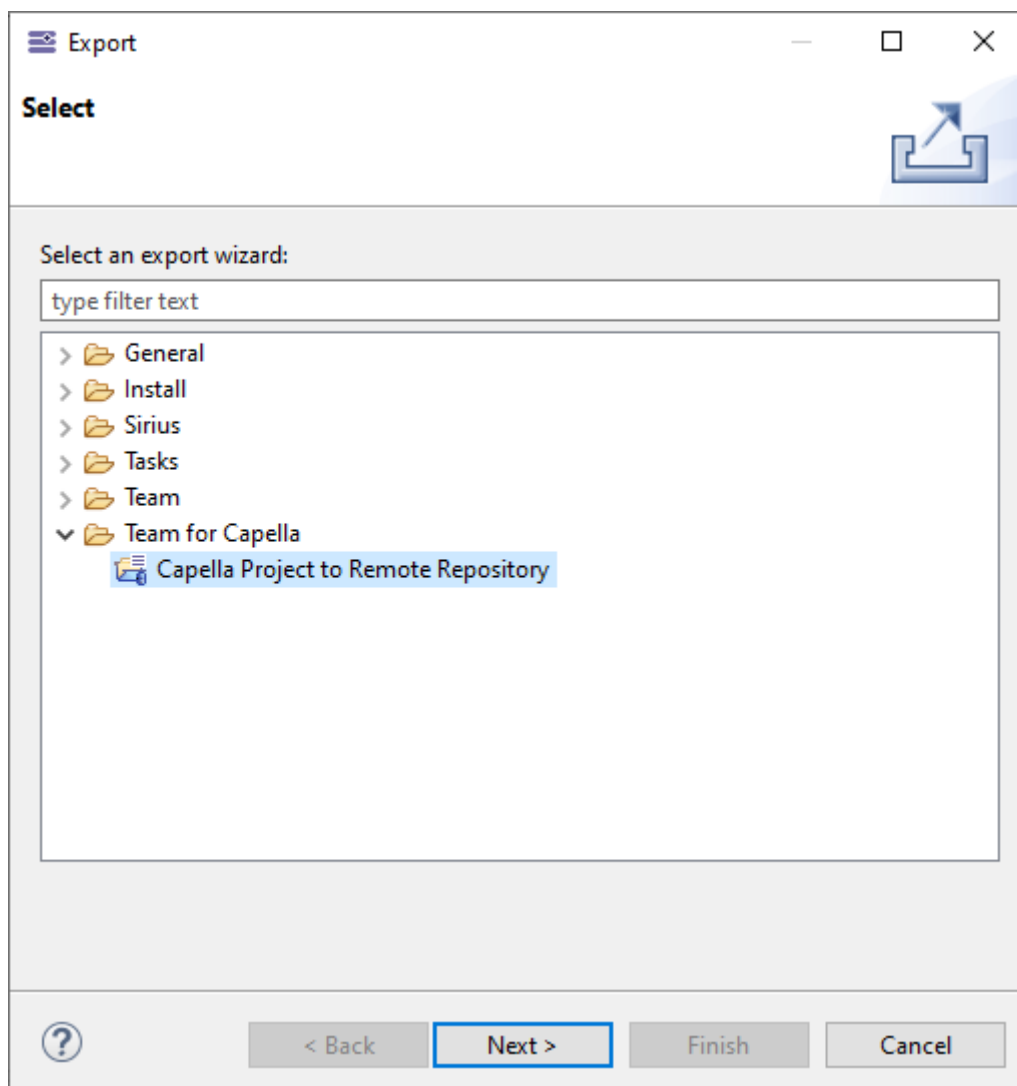 Export
Select
Select an export wizard:
type filter text
General
Install
Sirius
Tasks
Team
Team for Capella
Capella Project to Remote Repository
?
< Back
Next >
Finish
Cancel